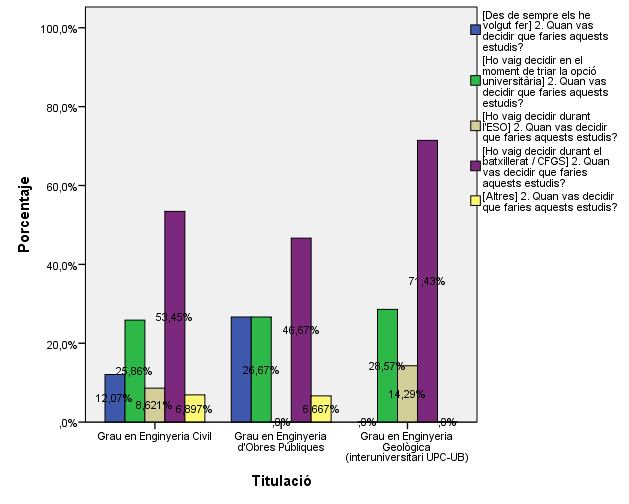 100,0%
80,0%
60,0%
40,0%
20,0%
,0%
Porcentaje
12,07%
25,86%
8,621%
53,45%
6,897%
26,67%
,0%
46,67%
6,667%
,0%
28,57%
14,29%
71,43%
,0%
Grau en Enginyeria Civil
Grau en Enginyeria
d'Obres Públiques
Grau en Enginyeria
Geològica
(interuniversitari UPC-UB)
Titulació
[Des de sempre els he
volgut fer] 2. Quan vas
decidir que faries aquests
estudis?
[Ho vaig decidir en el
moment de triar la opció
universitària] 2. Quan vas
decidir que faries aquests
estudis?
[Ho vaig decidir durant
l'ESO] 2. Quan vas decidir
que faries aquests estudis?
[Ho vaig decidir durant el
batxillerat / CFGS] 2. Quan
vas decidir que faries
aquests estudis?
[Altres] 2. Quan vas decidir
que faries aquests estudis?